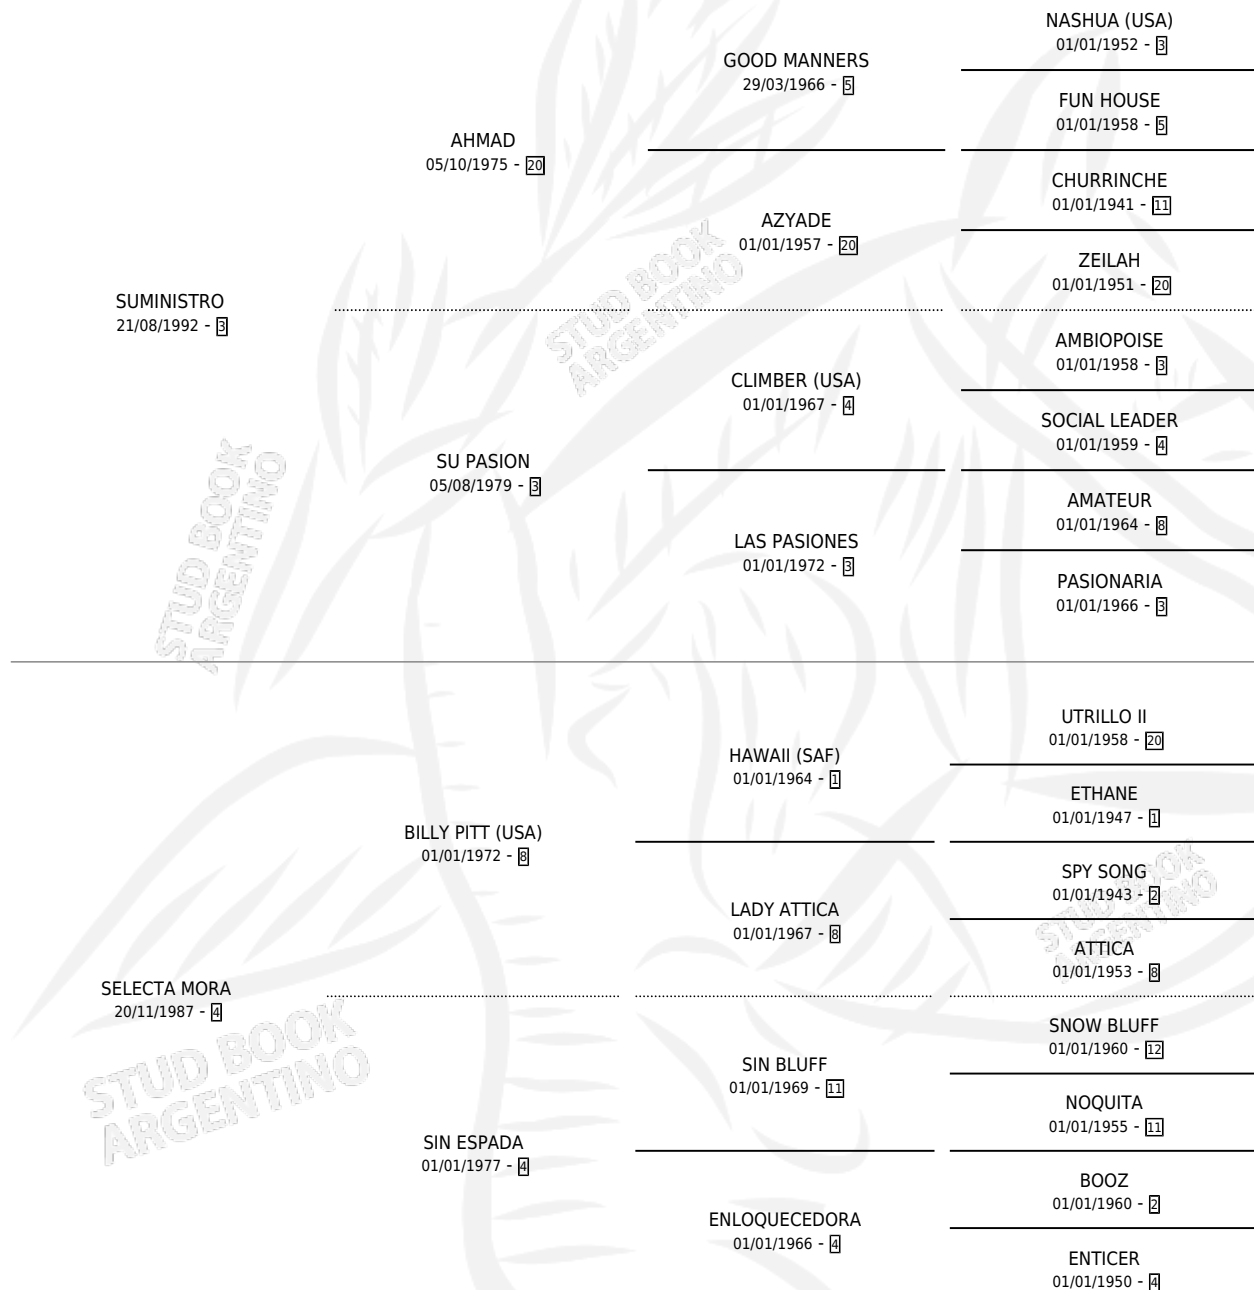 NASHUA (USA)
01/01/1952 - 3
GOOD MANNERS
29/03/1966 - 5
FUN HOUSE
01/01/1958 - 5
AHMAD
05/10/1975 - 20
CHURRINCHE
01/01/1941 - 11
AZYADE
01/01/1957 - 20
ZEILAH
01/01/1951 - 20
SUMINISTRO
21/08/1992 - 3
STUD BOOK
ARGENTINO
AMBIOPOISE
01/01/1958 - 3
CLIMBER (USA)
01/01/1967 - 4
SOCIAL LEADER
01/01/1959 - 4
SU PASION
05/08/1979 - 3
AMATEUR
01/01/1964 - 8
LAS PASIONES
01/01/1972 - 3
PASIONARIA
01/01/1966 - 3
STUD BOOK
ARGENTINO
UTRILLO II
01/01/1958 - 20
HAWAII (SAF)
01/01/1964 - 1
ETHANE
01/01/1947 - 1
BILLY PITT (USA)
01/01/1972 - 8
SPY SONG
01/01/1943 - 2
LADY ATTICA
01/01/1967 - 8
ATTICA
01/01/1953 - 8
STUD BOOK
ARGENTINO
SELECTA MORA
20/11/1987 - 4
SNOW BLUFF
01/01/1960 - 12
SIN BLUFF
01/01/1969 - 11
NOQUITA
01/01/1955 - 11
STUD BOOK
ARGENTINO
SIN ESPADA
01/01/1977 - 4
BOOZ
01/01/1960 - 2
ENLOQUECEDORA
01/01/1966 - 4
ENTICER
01/01/1950 - 4